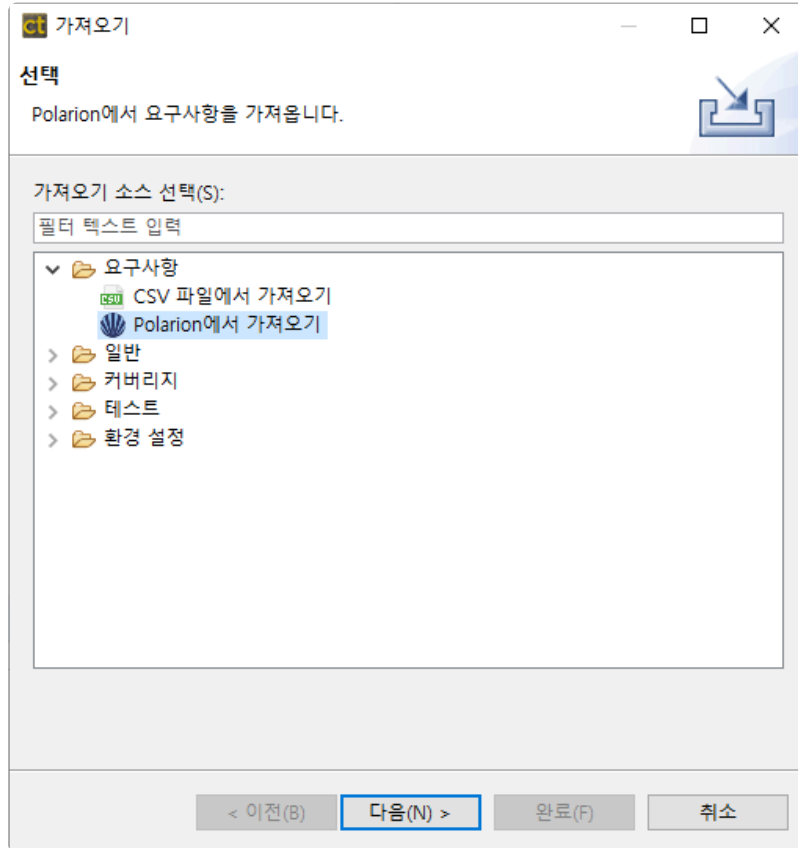 ct 가져오기
선택
Polarion에서 요구사항을 가져옵니다.
가져오기 소스 선택(S):
필터 텍스트 입력
요구사항
CSV CSV 파일에서 가져오기
Polarion에서 가져오기
일반
커버리지
테스트
환경 설정
< 이전(B) 다음(N) > 완료(F) 취소